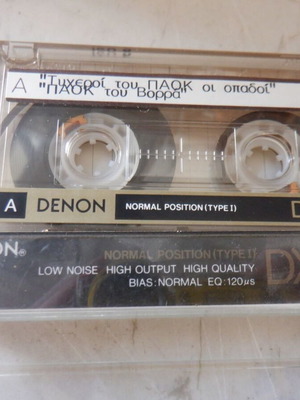 A "Τυχεροί του ΠΑΟΚ οι οπαδοί"
"ΠΑΟΚ του Βορρά"
A DENON NORMAL POSITION (TYPE I)
NORMAL POSITION (TYPE I)
LOW NOISE HIGH OUTPUT HIGH QUALITY
BIAS: NORMAL EQ: 120μs